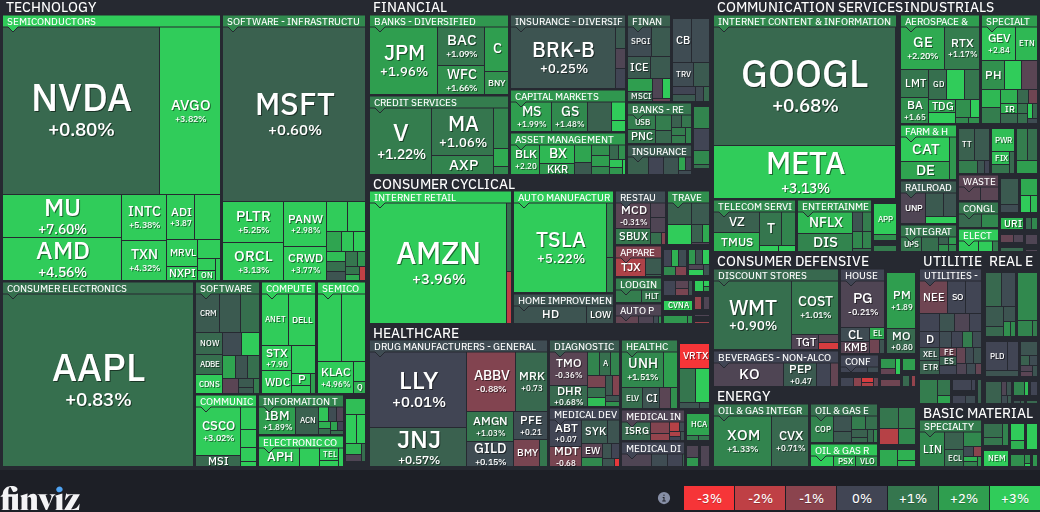 TECHNOLOGY
SEMICONDUCTORS
NVDA
+0.80%
AVGO
+3.82%
MU
+7.60%
AMD
+4.56%
INTC
+5.38%
ADI
+3.87
TXN
+4.32%
MRVL
NXPI
ON
SOFTWARE - INFRASTRUCTU
MSFT
+0.60%
PLTR
+5.25%
PANW
+2.98%
ORCL
+3.13%
CRWD
+3.77%
CONSUMER ELECTRONICS
AAPL
+0.83%
SOFTWARE
CRM
NOW
ADBE
CDNS
COMPUTE
ANET
DELL
STX
+7.90
WDC
P
SEMICO
KLAC
+4.96%
Q
COMMUNIC
CSCO
+3.02%
MSI
INFORMATION T
IBM
+1.89%
ACN
ELECTRONIC CO
APH
TEL
FINANCIAL
BANKS - DIVERSIFIED
JPM
+1.96%
BAC
+1.09%
C
WFC
+1.66%
BNY
CREDIT SERVICES
V
+1.22%
MA
+1.06%
AXP
INSURANCE - DIVERSIF
BRK-B
+0.25%
CAPITAL MARKETS
MS
+1.99%
GS
+1.48%
ASSET MANAGEMENT
BLK
+2.20
BX
KKR
FINAN
SPGI
ICE
MSCI
CB
TRV
BANKS - RE
USB
PNC
INSURANCE
CONSUMER CYCLICAL
INTERNET RETAIL
AMZN
+3.96%
AUTO MANUFACTUR
TSLA
+5.22%
HOME IMPROVEMEN
HD
LOW
RESTAU
MCD
-0.31%
SBUX
APPARE
TJX
LODGIN
HLT
AUTO P
TRAVE
CVNA
HEALTHCARE
DRUG MANUFACTURERS - GENERAL
LLY
+0.01%
JNJ
+0.57%
ABBV
-0.88%
MRK
+0.73
AMGN
+1.03%
PFE
+0.21
GILD
+0.15%
BMY
DIAGNOSTIC
TMO
-0.36%
A
DHR
+0.68%
MEDICAL DEV
ABT
+0.07
SYK
MDT
-0.68
EW
HEALTHC
UNH
+1.51%
ELV
CI
MEDICAL IN
ISRG
MEDICAL DI
VRTX
HCA
COMMUNICATION SERVICES
INTERNET CONTENT & INFORMATION
GOOGL
+0.68%
META
+3.13%
TELECOM SERVI
VZ
T
TMUS
ENTERTAINME
NFLX
DIS
APP
INDUSTRIALS
AEROSPACE &
GE
+2.20%
RTX
+1.17%
LMT
GD
BA
+1.65
TDG
SPECIALT
GEV
+2.84
ETN
PH
IR
FARM & H
CAT
DE
TT
PWR
FIX
RAILROAD
UNP
WASTE
CONGL
URI
INTEGRAT
UPS
ELECT
CONSUMER DEFENSIVE
DISCOUNT STORES
WMT
+0.90%
COST
+1.01%
TGT
HOUSE
PG
-0.21%
CL
EL
KMB
PM
+1.89
MO
+0.80
BEVERAGES - NON-ALCO
KO
PEP
+0.47
CONF
UTILITIE
UTILITIES -
NEE
SO
D
XEL
FE
ES
ETR
REAL E
PLD
ENERGY
OIL & GAS INTEGR
XOM
+1.33%
CVX
+0.71%
OIL & GAS E
COP
OIL & GAS R
PSX
VLO
BASIC MATERIAL
SPECIALTY
LIN
ECL
NEM
finviz
-3%
-2%
-1%
0%
+1%
+2%
+3%